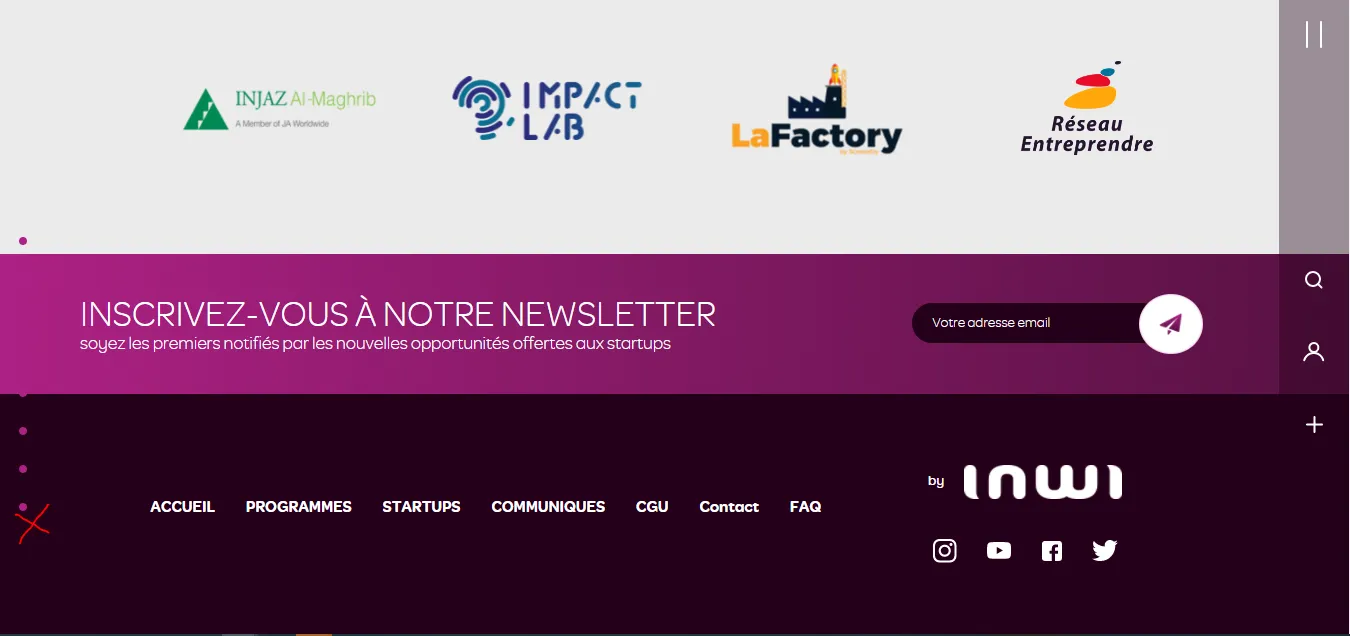 INJAZ Al-Maghrib
A Member of JA Worldwide
IMPACT
LAB
LaFactory
Réseau
Entreprendre
INSCRIVEZ-VOUS À NOTRE NEWSLETTER
soyez les premiers notifiés par les nouvelles opportunités offertes aux startups
Votre adresse email
by inwi
ACCUEIL PROGRAMMES STARTUPS COMMUNIQUES CGU Contact FAQ